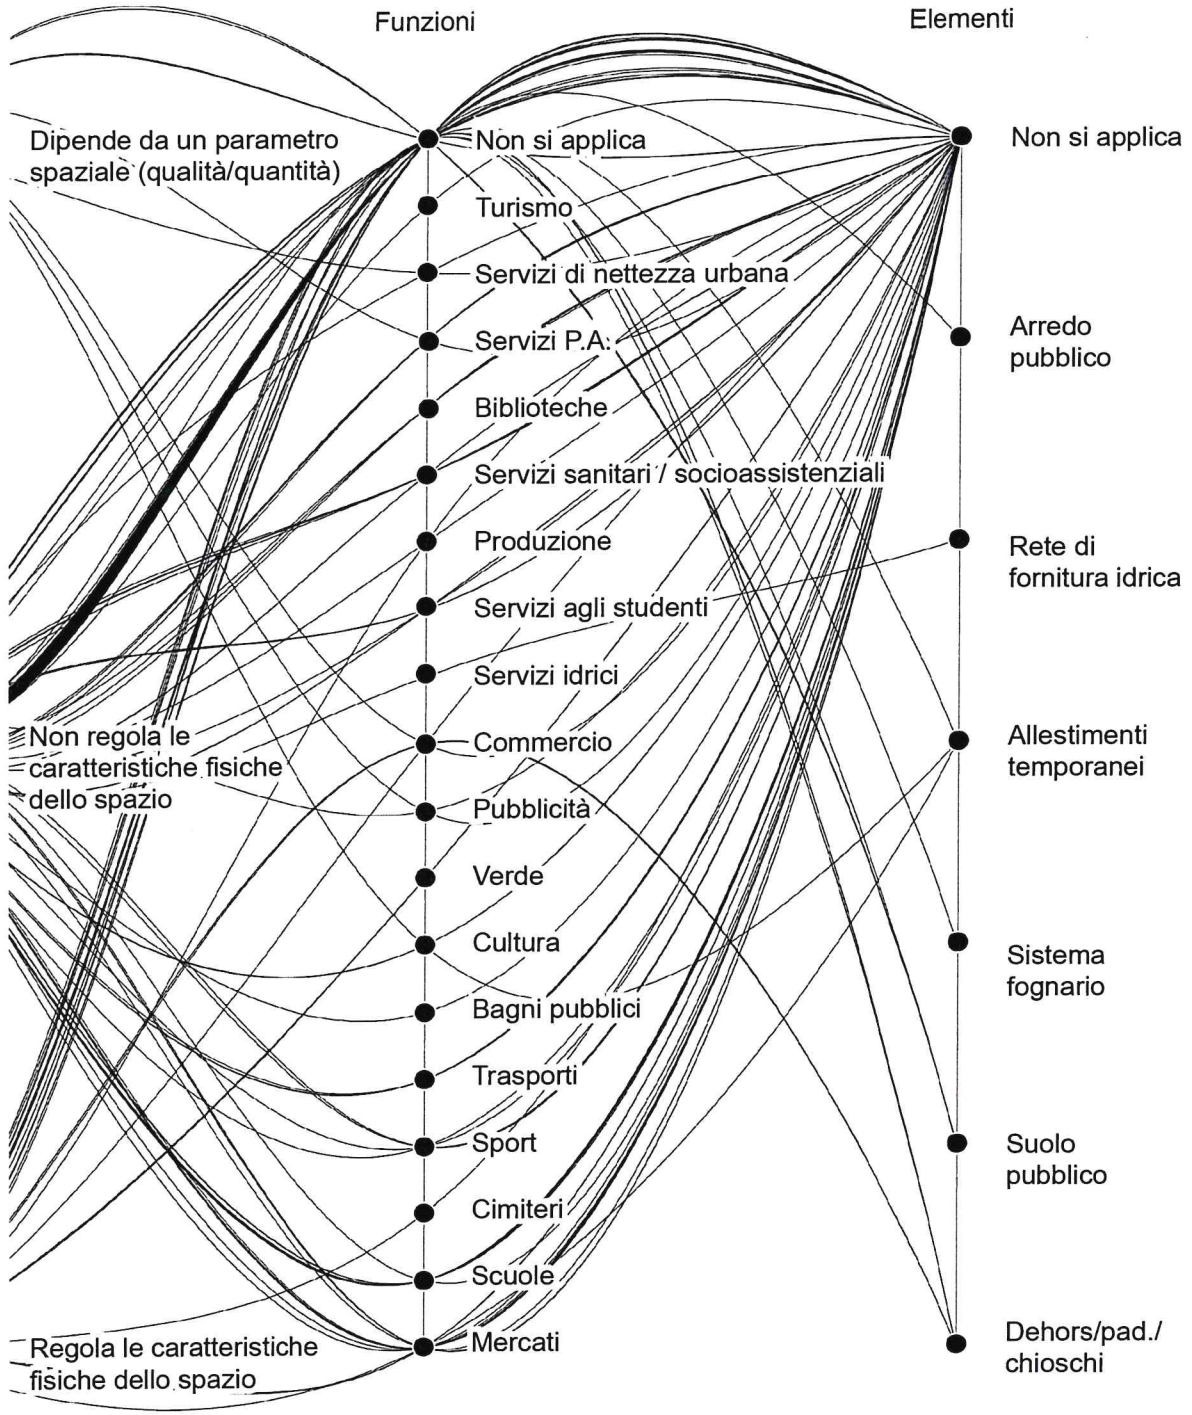 Funzioni
Elementi
Dipende da un parametro
spaziale (qualità/quantità)
Non regola le
caratteristiche fisiche
dello spazio
Regola le caratteristiche
fisiche dello spazio
Non si applica
Turismo
Servizi di nettezza urbana
Servizi P.A.
Biblioteche
Servizi sanitari / socioassistenziali
Produzione
Servizi agli studenti
Servizi idrici
Commercio
Pubblicità
Verde
Cultura
Bagni pubblici
Trasporti
Sport
Cimiteri
Scuole
Mercati
Non si applica
Arredo
pubblico
Rete di
fornitura idrica
Allestimenti
temporanei
Sistema
fognario
Suolo
pubblico
Dehors/pad./
chioschi